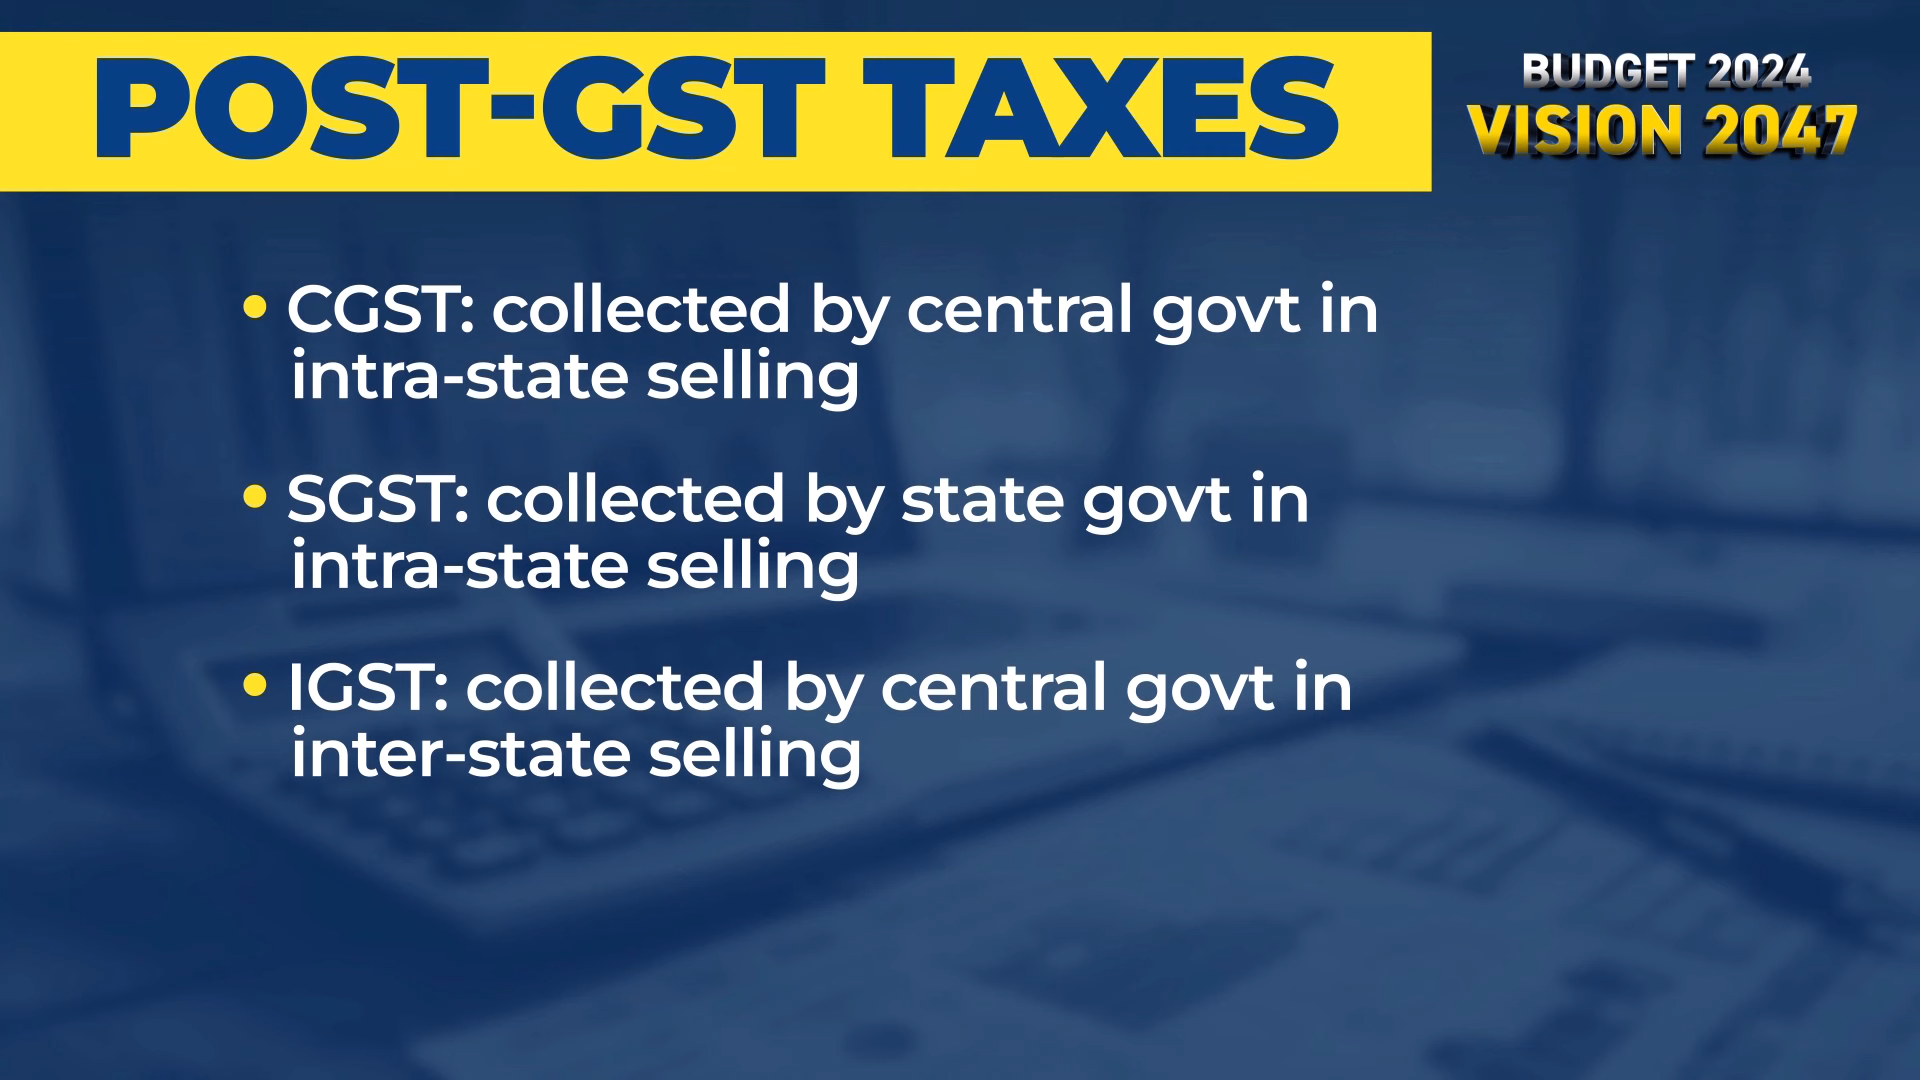 POST-GST TAXES
BUDGET 2024
VISION 2047
• CGST: collected by central govt in
intra-state selling
• SGST: collected by state govt in
intra-state selling
• IGST: collected by central govt in
inter-state selling